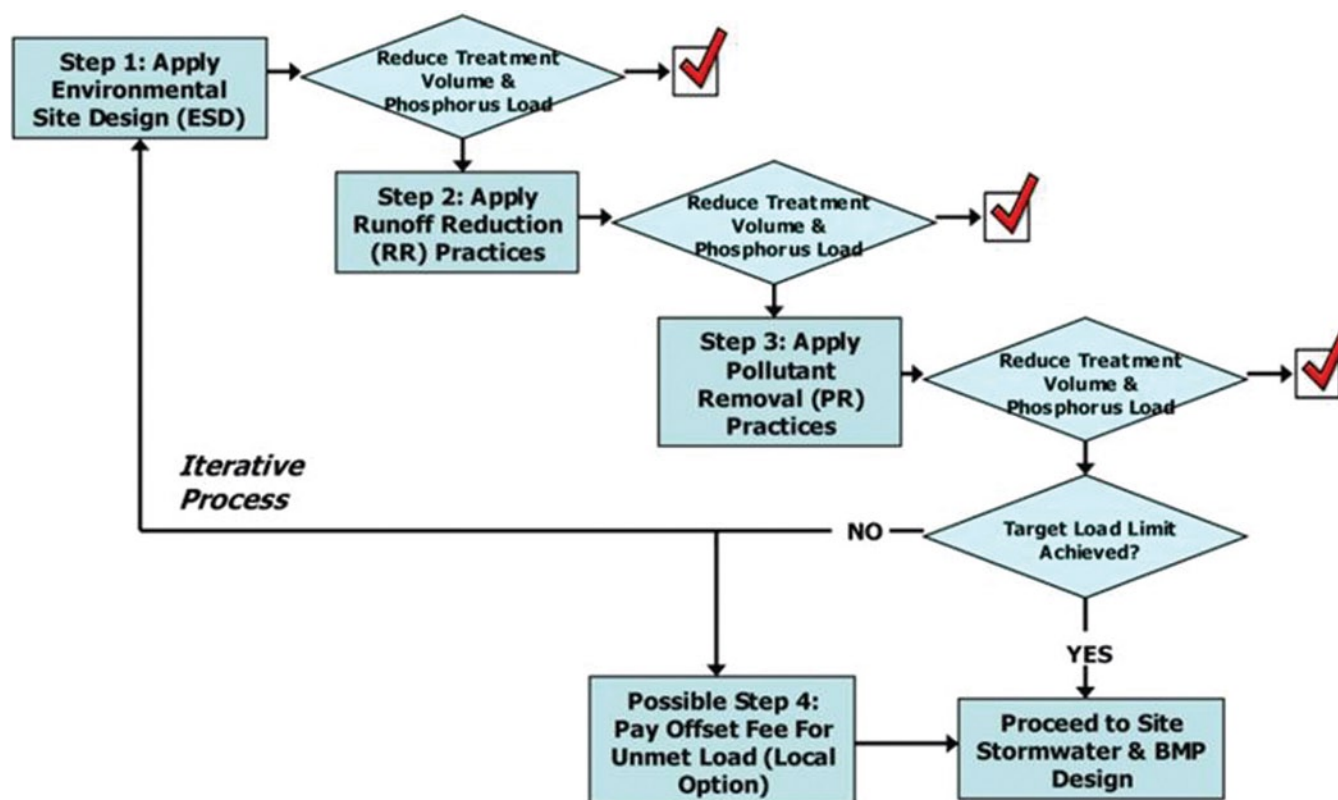 Step 1: Apply
Environmental
Site Design (ESD)
Reduce Treatment
Volume &
Phosphorus Load
Step 2: Apply
Runoff Reduction
(RR) Practices
Reduce Treatment
Volume &
Phosphorus Load
Step 3: Apply
Pollutant
Removal (PR)
Practices
Reduce Treatment
Volume &
Phosphorus Load
Iterative
Process
NO
Target Load Limit
Achieved?
YES
Possible Step 4:
Pay Offset Fee For
Unmet Load (Local
Option)
Proceed to Site
Stormwater & BMP
Design